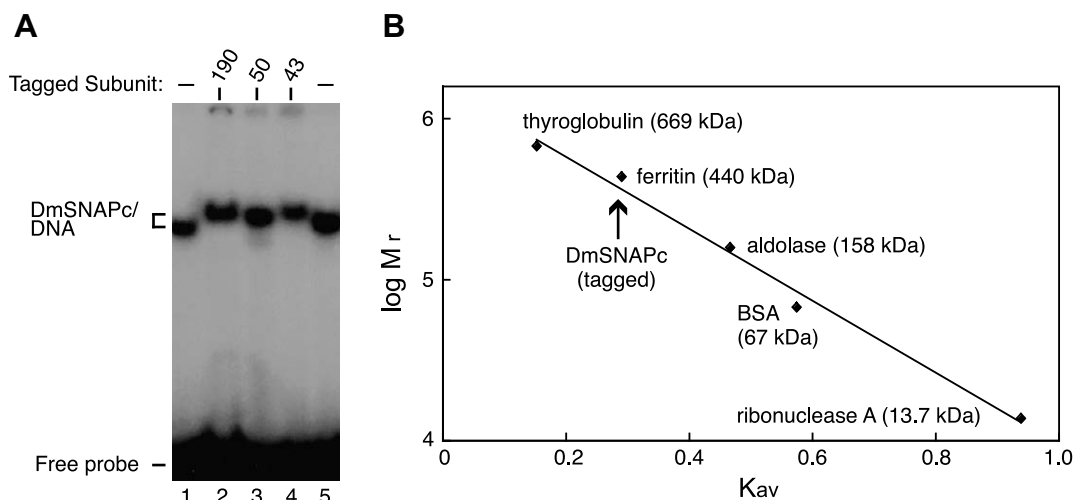 A
Tagged Subunit: – 190 50 43 –
DmSNAPc/
DNA
Free probe –
1 2 3 4 5
B
log M r
6
5
4
thyroglobulin (669 kDa)
ferritin (440 kDa)
DmSNAPc
(tagged)
aldolase (158 kDa)
BSA
(67 kDa)
ribonuclease A (13.7 kDa)
0 0.2 0.4 0.6 0.8 1.0
Kav